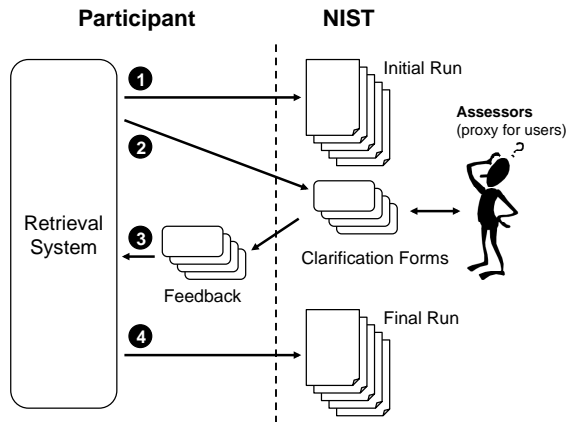 Participant
NIST
1
Initial Run
Assessors
(proxy for users)
?
2
Retrieval
System
3
Clarification Forms
Feedback
4
Final Run